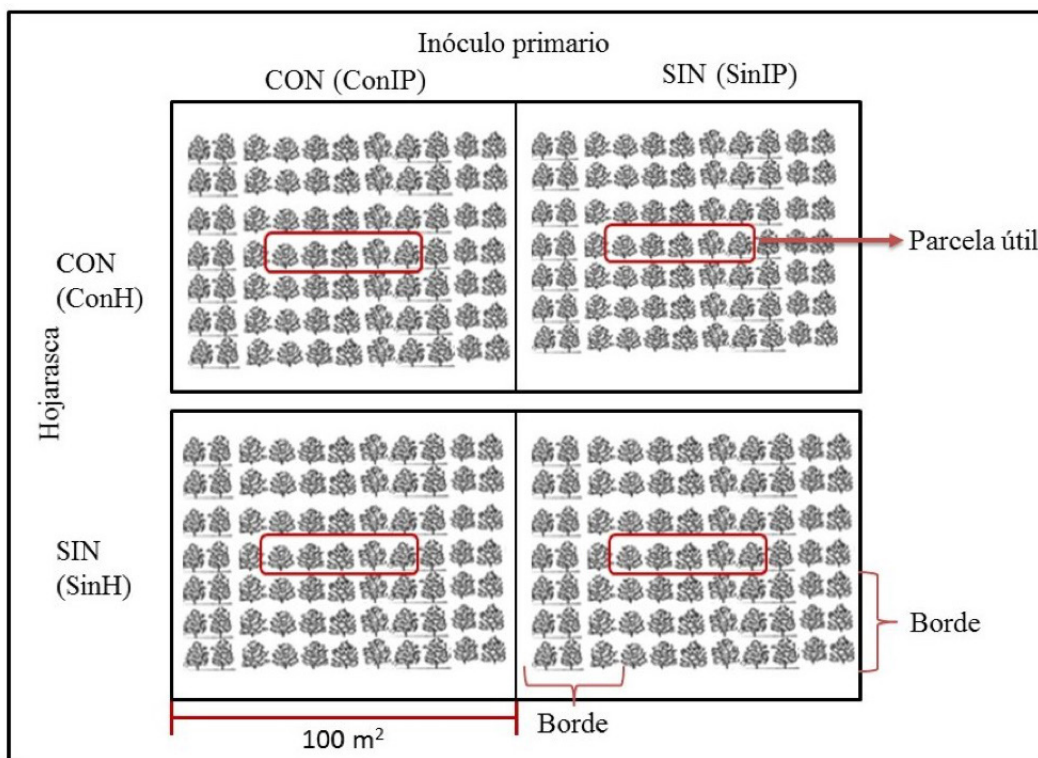 Inóculo primario
CON (ConIP)
SIN (SinIP)
Hojarasca
CON
(ConH)
Parcela útil
SIN
(SinH)
Borde
Borde
100 m²